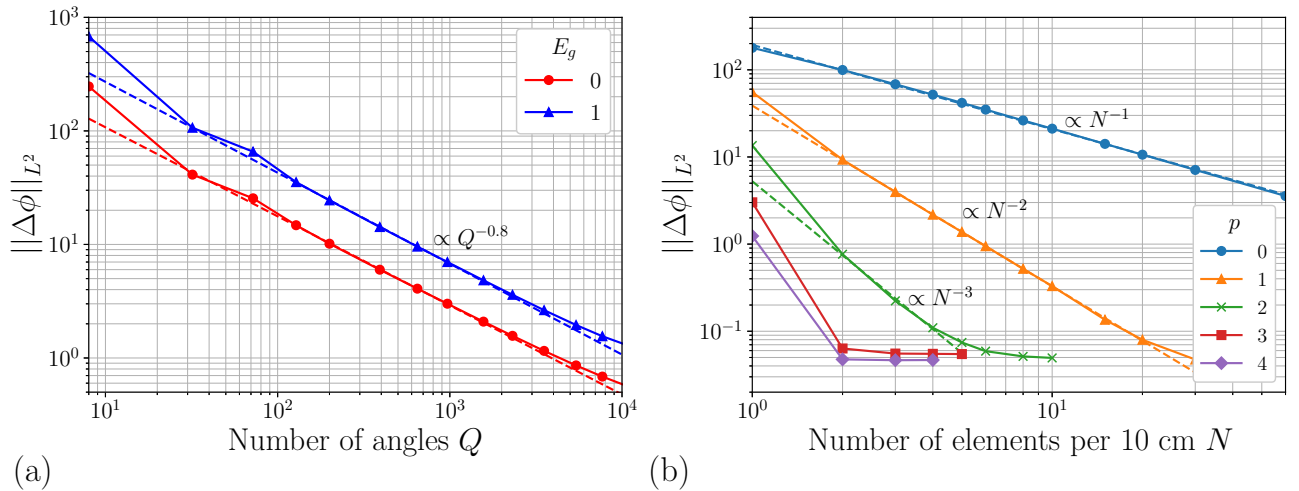 10^3
10^2
10^1
10^0
||Δϕ||_{L^2}
E_g
0
1
∝ Q^{-0.8}
10^1
10^2
10^3
10^4
Number of angles Q
(a)
10^2
10^1
10^0
10^{-1}
||Δϕ||_{L^2}
∝ N^{-1}
∝ N^{-2}
∝ N^{-3}
p
0
1
2
3
4
10^0
10^1
Number of elements per 10 cm N
(b)